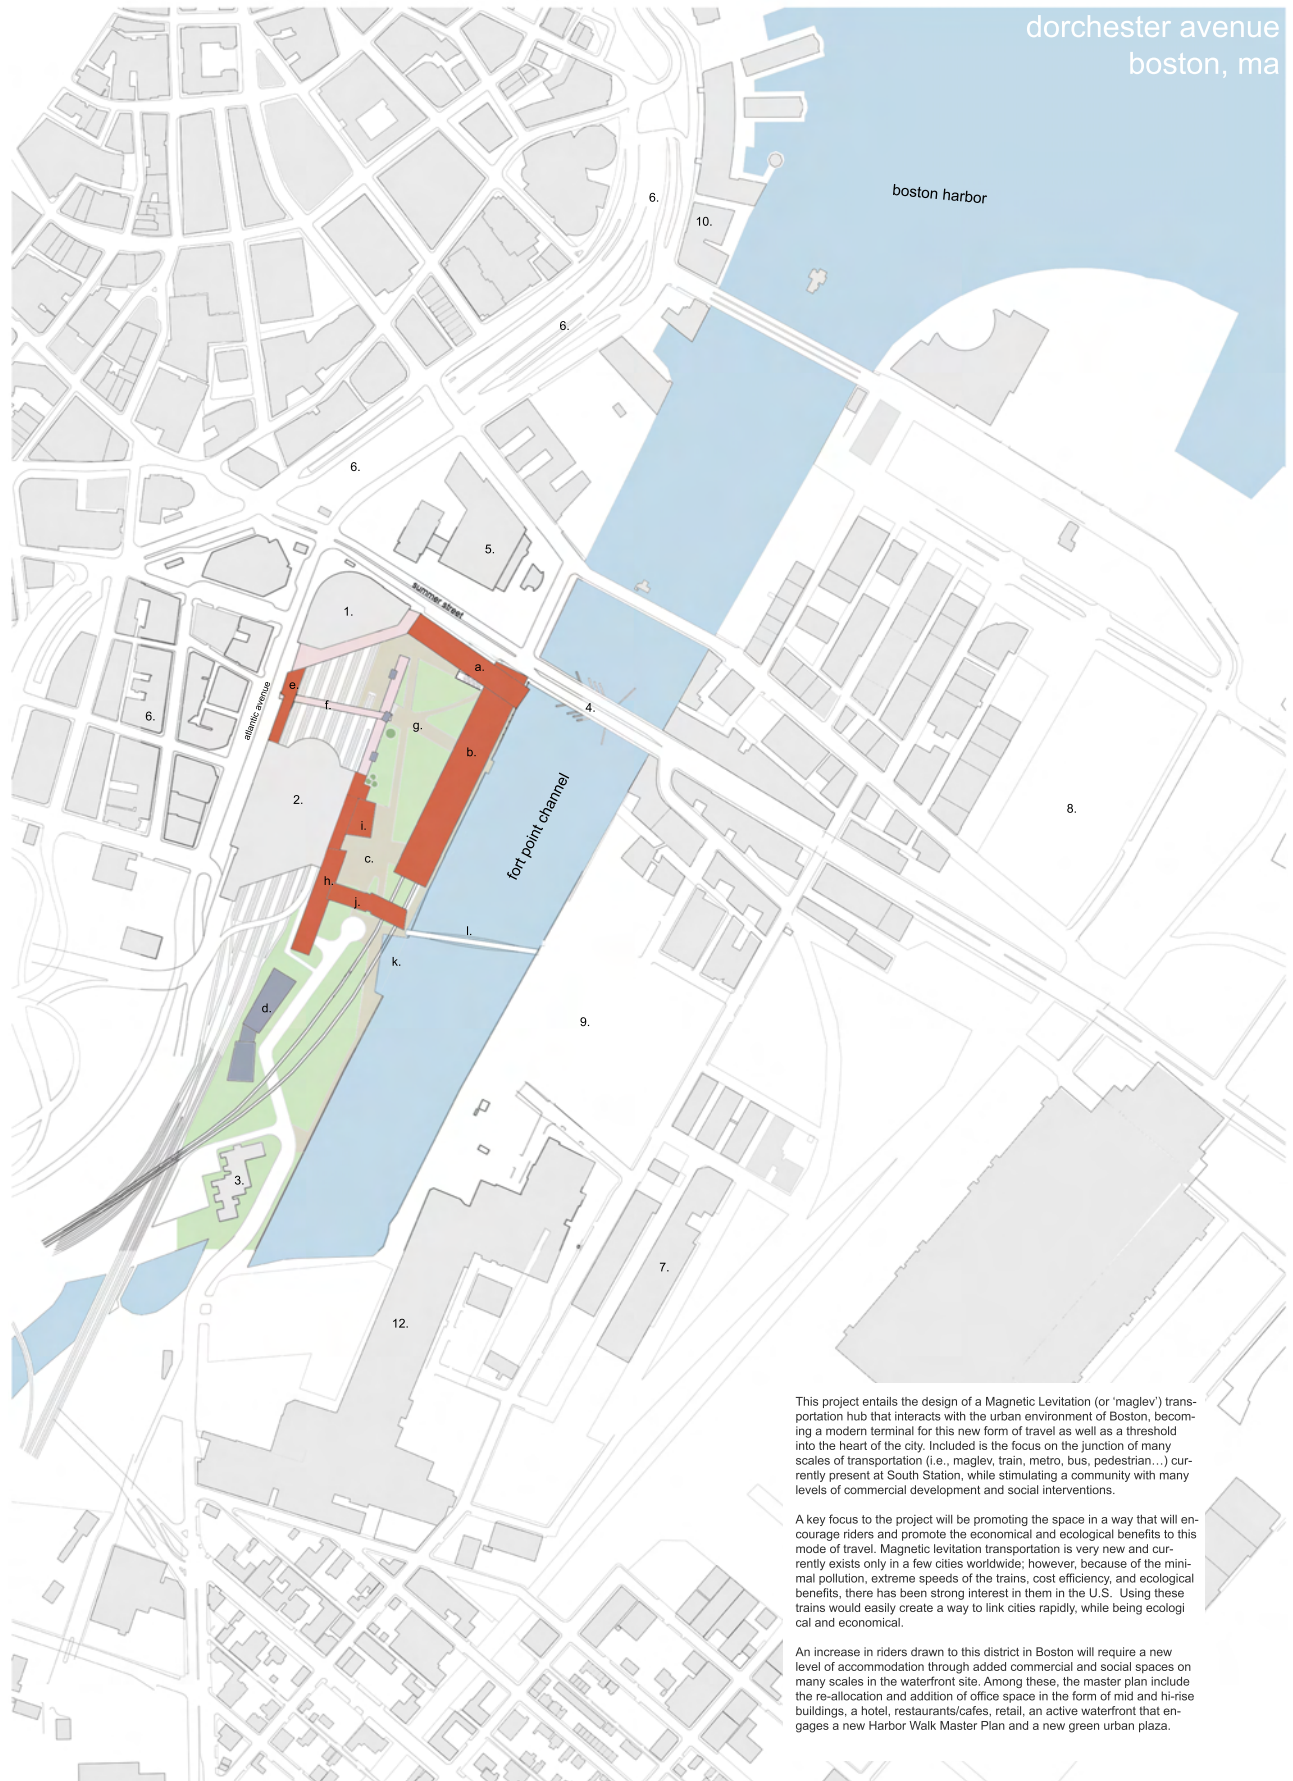 dorchester avenue
boston, ma
boston harbor
6.
10.
6.
6.
5.
summer street
1.
a.
e.
f.
4.
atlantic avenue
6.
g.
b.
2.
fort point channel
8.
i.
c.
h.
j.
l.
k.
d.
9.
3.
7.
12.
This project entails the design of a Magnetic Levitation (or ‘maglev’) trans-
portation hub that interacts with the urban environment of Boston, becom-
ing a modern terminal for this new form of travel as well as a threshold
into the heart of the city. Included is the focus on the junction of many
scales of transportation (i.e., maglev, train, metro, bus, pedestrian…) cur-
rently present at South Station, while stimulating a community with many
levels of commercial development and social interventions.
A key focus to the project will be promoting the space in a way that will en-
courage riders and promote the economical and ecological benefits to this
mode of travel. Magnetic levitation transportation is very new and cur-
rently exists only in a few cities worldwide; however, because of the mini-
mal pollution, extreme speeds of the trains, cost efficiency, and ecological
benefits, there has been strong interest in them in the U.S. Using these
trains would easily create a way to link cities rapidly, while being ecologi
cal and economical.
An increase in riders drawn to this district in Boston will require a new
level of accommodation through added commercial and social spaces on
many scales in the waterfront site. Among these, the master plan include
the re-allocation and addition of office space in the form of mid and hi-rise
buildings, a hotel, restaurants/cafes, retail, an active waterfront that en-
gages a new Harbor Walk Master Plan and a new green urban plaza.